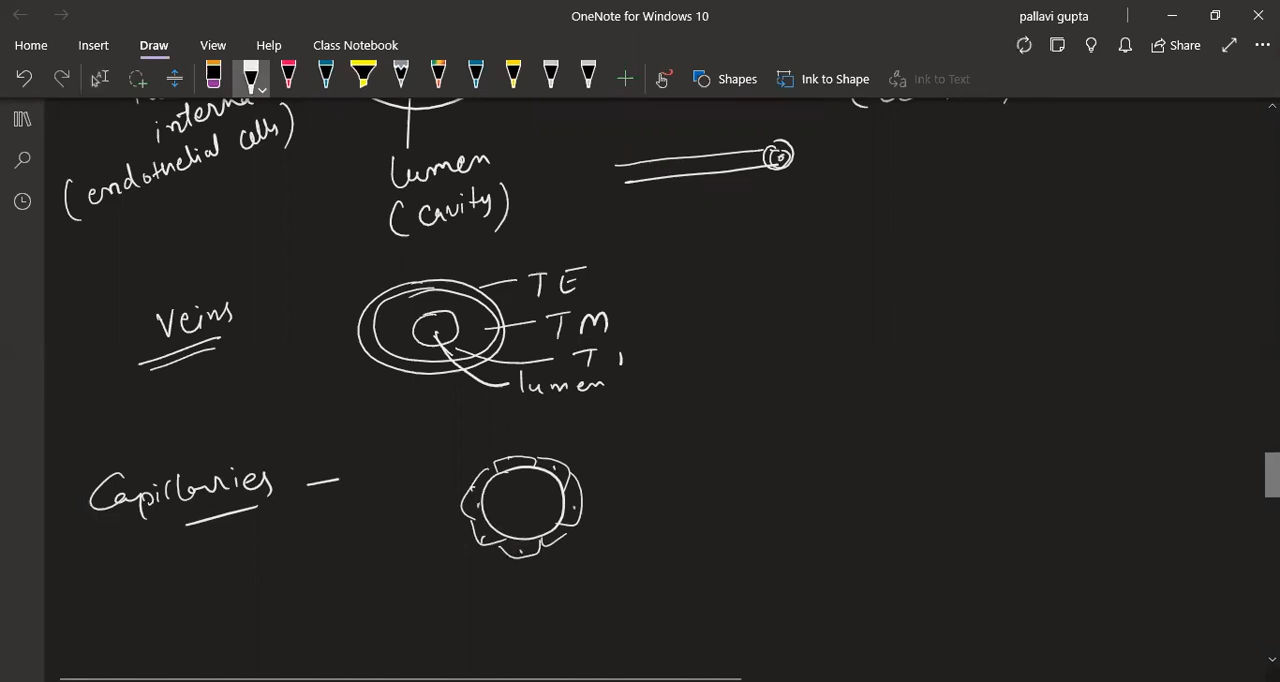 OneNote for Windows 10
pallavi gupta
Home Insert Draw View Help Class Notebook
Share
Shapes
Ink to Shape
Ink to Text
interna
(endothelial cells)
lumen
(cavity)
Veins
TE
TM
T I
lumen
Capillaries —